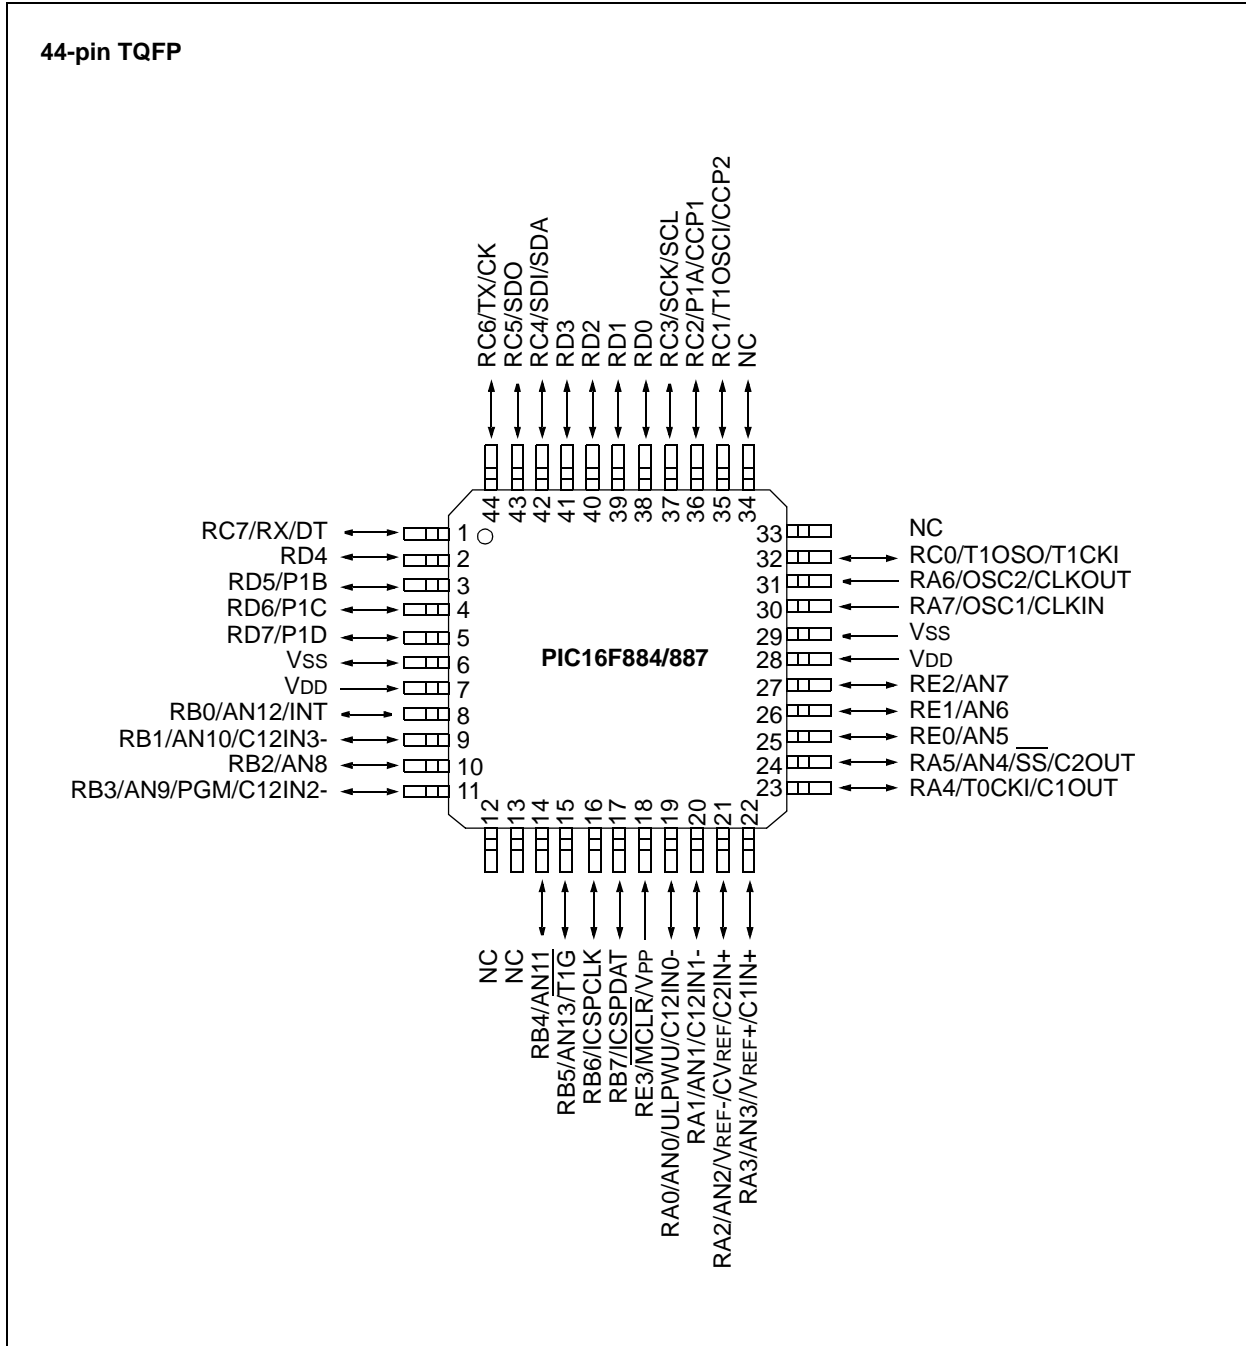 44-pin TQFP
RC6/TX/CK
RC5/SDO
RC4/SDI/SDA
RD3
RD2
RD1
RD0
RC3/SCK/SCL
RC2/P1A/CCP1
RC1/T1OSCI/CCP2
NC
44
43
42
41
40
39
38
37
36
35
34
RC7/RX/DT 1
RD4 2
RD5/P1B 3
RD6/P1C 4
RD7/P1D 5
VSS 6
VDD 7
RB0/AN12/INT 8
RB1/AN10/C12IN3- 9
RB2/AN8 10
RB3/AN9/PGM/C12IN2- 11
PIC16F884/887
33 NC
32 RC0/T1OSO/T1CKI
31 RA6/OSC2/CLKOUT
30 RA7/OSC1/CLKIN
29 VSS
28 VDD
27 RE2/AN7
26 RE1/AN6
25 RE0/AN5
24 RA5/AN4/SS/C2OUT
23 RA4/T0CKI/C1OUT
12
13
14
15
16
17
18
19
20
21
22
NC
NC
RB4/AN11
RB5/AN13/T1G
RB6/ICSPCLK
RB7/ICSPDAT
RE3/MCLR/VPP
RA0/AN0/ULPWU/C12IN0-
RA1/AN1/C12IN1-
RA2/AN2/VREF-/CVREF/C2IN+
RA3/AN3//VREF+/C1IN+